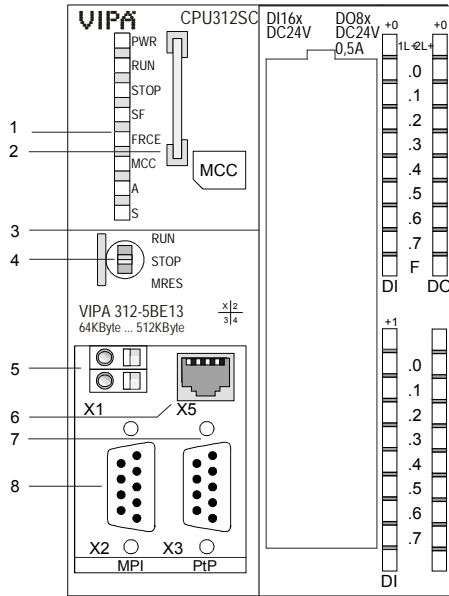 VIPA CPU312SC
PWR
RUN
STOP
SF
FRCE
MCC
A
S
MCC
1
2
3
4
5
6
7
8
RUN
STOP
MRES
VIPA 312-5BE13
64KByte ... 512KByte
X 2
3 4
X1
X5
X2
X3
MPI
PtP
DI16x
DC24V
DO8x
DC24V
0,5A
+0
+0
1L+ 2L+
.0
.1
.2
.3
.4
.5
.6
.7
F
DI
DO
+1
.0
.1
.2
.3
.4
.5
.6
.7
DI